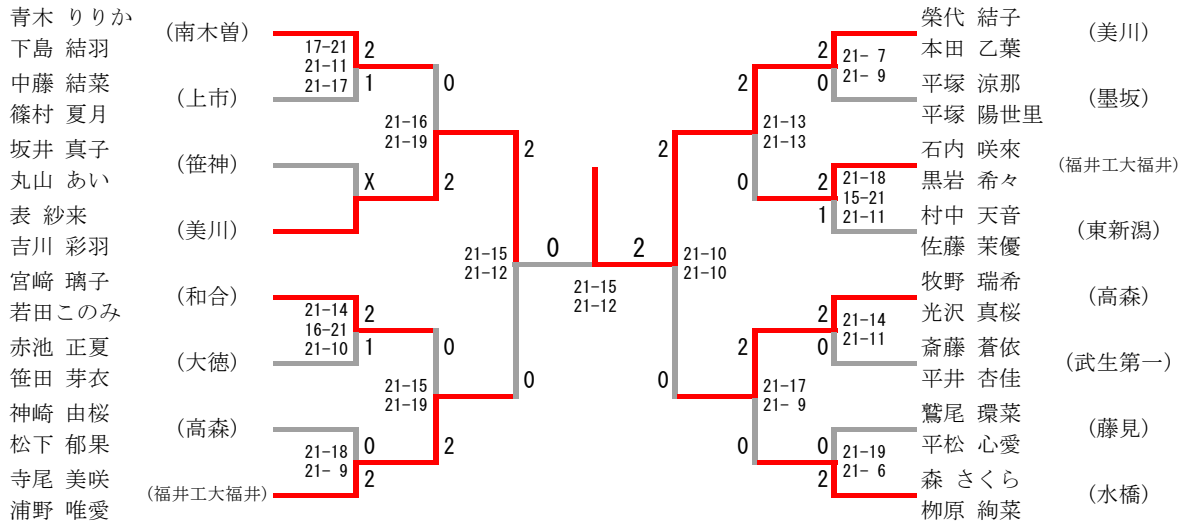 青木 りりか
(南木曽)
下島 結羽
17-21
21-11
21-17
2
1
中藤 結菜
(上市)
篠村 夏月
0
21-16
21-19
2
坂井 真子
(笹神)
丸山 あい
X
表 紗来
(美川)
吉川 彩羽
2
21-15
21-12
0
宮﨑 璃子
(和合)
若田このみ
21-14
16-21
21-10
2
1
赤池 正夏
(大徳)
笹田 芽衣
0
21-15
21-19
2
神崎 由桜
(高森)
松下 郁果
21-18
21- 9
0
2
寺尾 美咲
(福井工大福井)
浦野 唯愛
0
2
21-15
21-12
榮代 結子
(美川)
本田 乙葉
2
0
21- 7
21- 9
平塚 涼那
(墨坂)
平塚 陽世里
2
21-13
21-13
0
石内 咲來
(福井工大福井)
黒岩 希々
2
1
21-18
15-21
21-11
村中 天音
(東新潟)
佐藤 茉優
2
21-10
21-10
0
牧野 瑞希
(高森)
光沢 真桜
2
0
21-14
21-11
斎藤 蒼依
(武生第一)
平井 杏佳
2
21-17
21- 9
0
鷲尾 環菜
(藤見)
平松 心愛
0
2
21-19
21- 6
森 さくら
(水橋)
栁原 絢菜